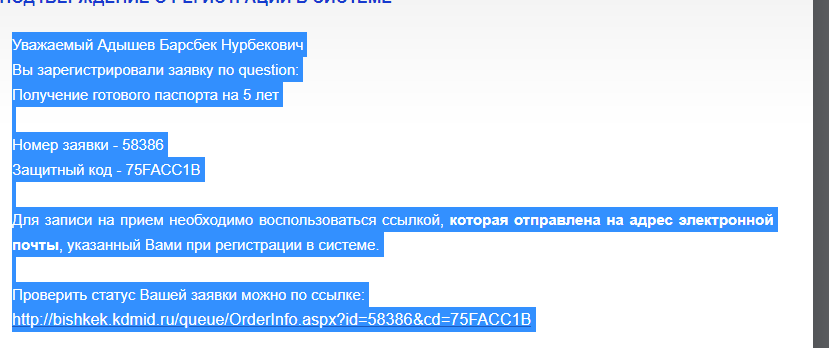 ПОДТВЕРЖДЕНИЕ О РЕГИСТРАЦИИ В СИСТЕМЕ
Уважаемый Адышев Барсбек Нурбекович
Вы зарегистрировали заявку по question:
Получение готового паспорта на 5 лет
Номер заявки - 58386
Защитный код - 75FACC1B
Для записи на прием необходимо воспользоваться ссылкой, которая отправлена на адрес электронной
почты, указанный Вами при регистрации в системе.
Проверить статус Вашей заявки можно по ссылке:
http://bishkek.kdmid.ru/queue/OrderInfo.aspx?id=58386&cd=75FACC1B